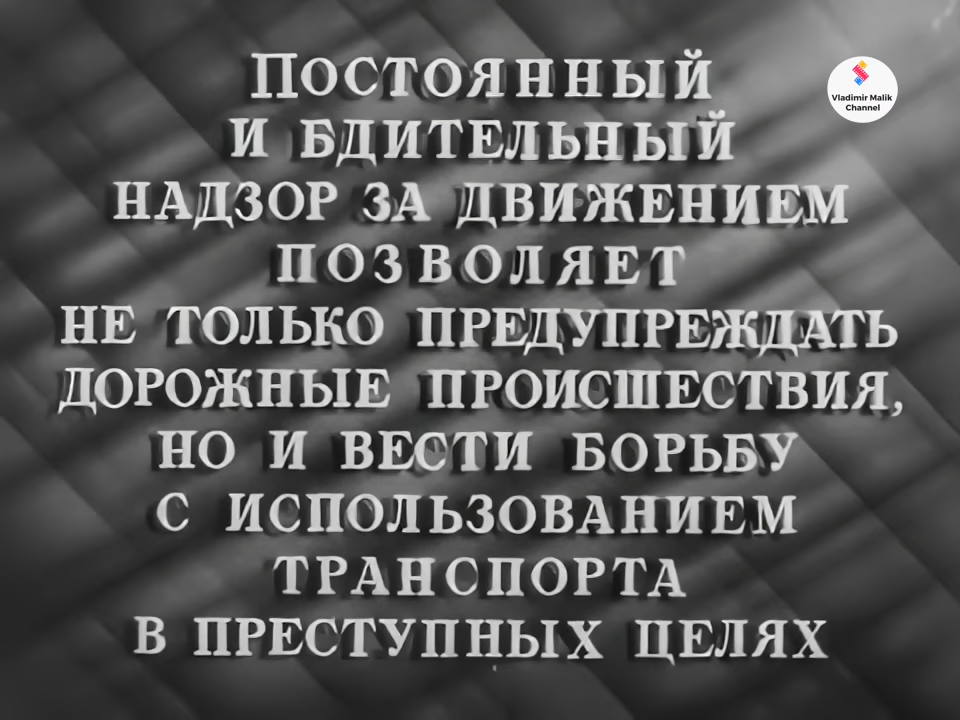 ПОСТОЯННЫЙ
И БДИТЕЛЬНЫЙ
НАДЗОР ЗА ДВИЖЕНИЕМ
ПОЗВОЛЯЕТ
НЕ ТОЛЬКО ПРЕДУПРЕЖДАТЬ
ДОРОЖНЫЕ ПРОИСШЕСТВИЯ,
НО И ВЕСТИ БОРЬБУ
С ИСПОЛЬЗОВАНИЕМ
ТРАНСПОРТА
В ПРЕСТУПНЫХ ЦЕЛЯХ
Vladimir Malik
Channel